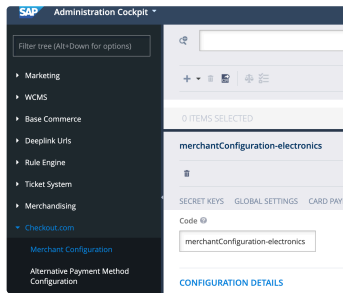 SAP Administration Cockpit
Filter tree (Alt+Down for options)
Marketing
WCMS
Base Commerce
Deeplink Urls
Rule Engine
Ticket System
Merchandising
Checkout.com
Merchant Configuration
Alternative Payment Method
Configuration
0 ITEMS SELECTED
merchantConfiguration-electronics
SECRET KEYS GLOBAL SETTINGS CARD PAY
Code
merchantConfiguration-electronics
CONFIGURATION DETAILS